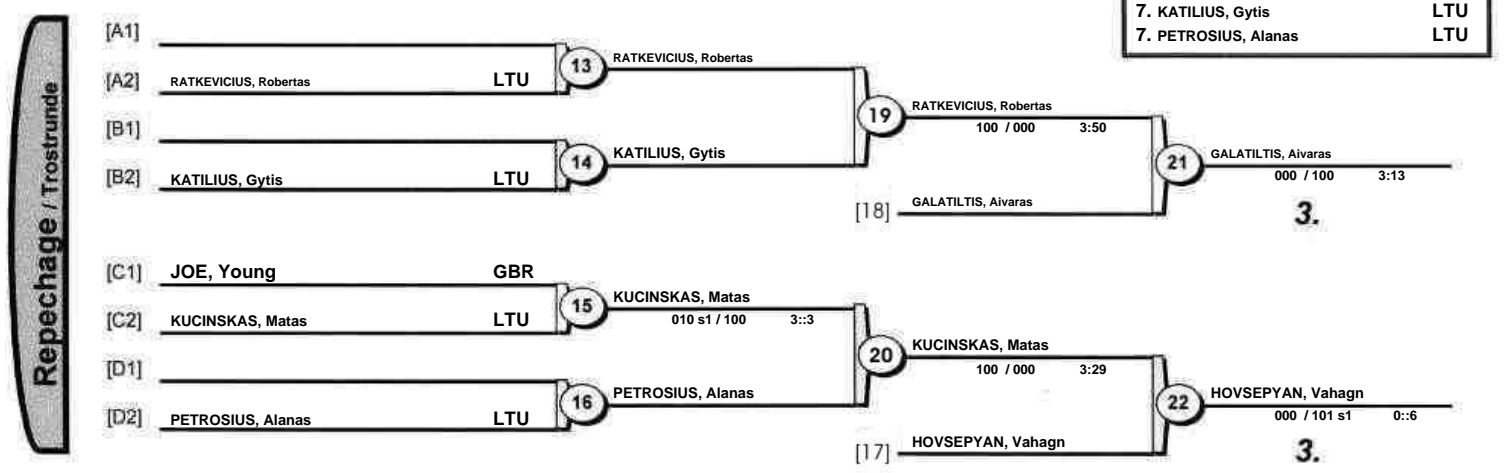 7. KATILIUS, Gytis LTU
7. PETROSIUS, Alanas LTU
Repechage / Trostrunde
[A1]
[A2] RATKEVICIUS, Robertas LTU
13
RATKEVICIUS, Robertas
[B1]
[B2] KATILIUS, Gytis LTU
14
KATILIUS, Gytis
19
RATKEVICIUS, Robertas
100 / 000 3:50
[18] GALATILTIS, Aivaras
21
GALATILTIS, Aivaras
000 / 100 3:13
3.
[C1] JOE, Young GBR
[C2] KUCINSKAS, Matas LTU
15
KUCINSKAS, Matas
010 s1 / 100 3::3
[D1]
[D2] PETROSIUS, Alanas LTU
16
PETROSIUS, Alanas
20
KUCINSKAS, Matas
100 / 000 3:29
[17] HOVSEPYAN, Vahagn
22
HOVSEPYAN, Vahagn
000 / 101 s1 0::6
3.